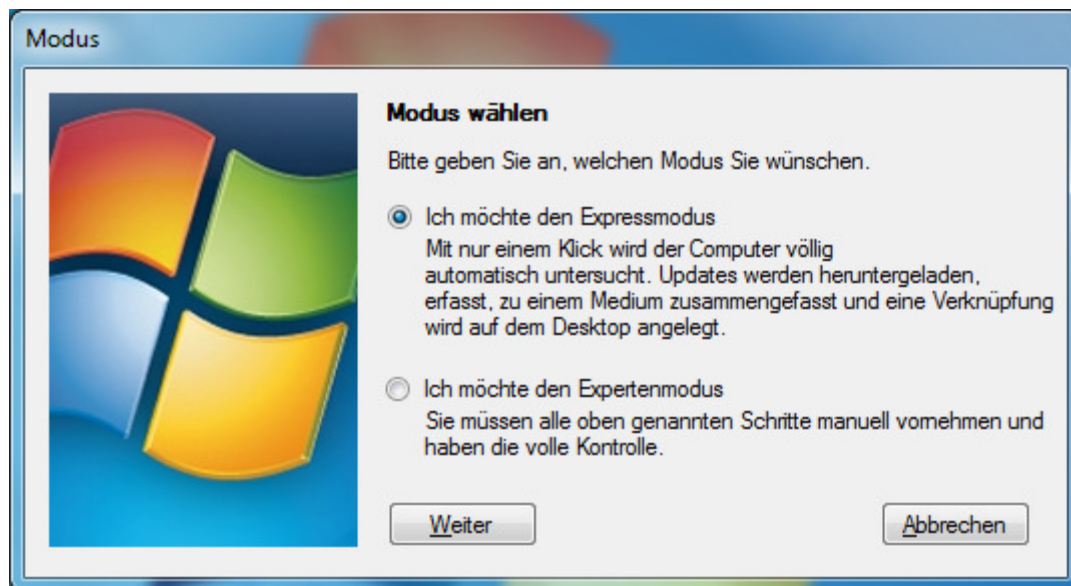 Modus
Modus wählen
Bitte geben Sie an, welchen Modus Sie wünschen.
Ich möchte den Expressmodus
Mit nur einem Klick wird der Computer völlig
automatisch untersucht. Updates werden heruntergeladen,
erfasst, zu einem Medium zusammengefasst und eine Verknüpfung
wird auf dem Desktop angelegt.
Ich möchte den Expertenmodus
Sie müssen alle oben genannten Schritte manuell vornehmen und
haben die volle Kontrolle.
Weiter
Abbrechen